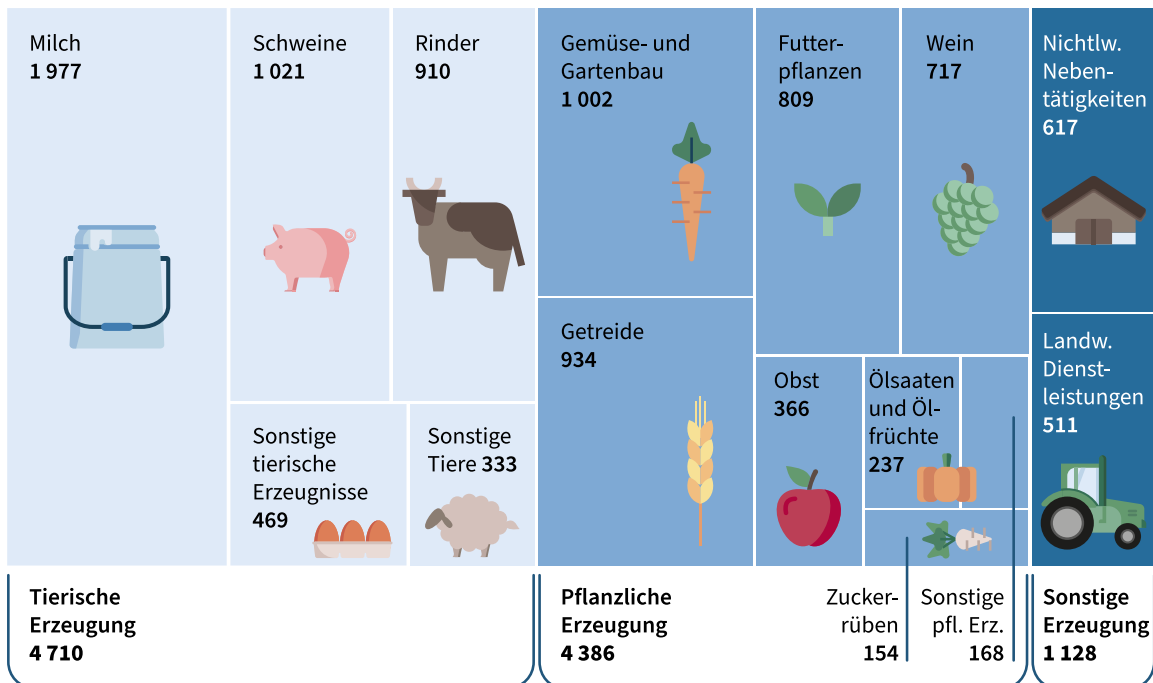 Milch
1 977
Schweine
1 021
Rinder
910
Sonstige
tierische
Erzeugnisse
469
Sonstige
Tiere 333
Gemüse- und
Gartenbau
1 002
Getreide
934
Futter-
pflanzen
809
Wein
717
Obst
366
Ölsaaten
und Öl-
früchte
237
Nichtlw.
Neben-
tätigkeiten
617
Landw.
Dienst-
leistungen
511
Tierische
Erzeugung
4 710
Pflanzliche
Erzeugung
4 386
Zucker-
rüben
154
Sonstige
pfl. Erz.
168
Sonstige
Erzeugung
1 128